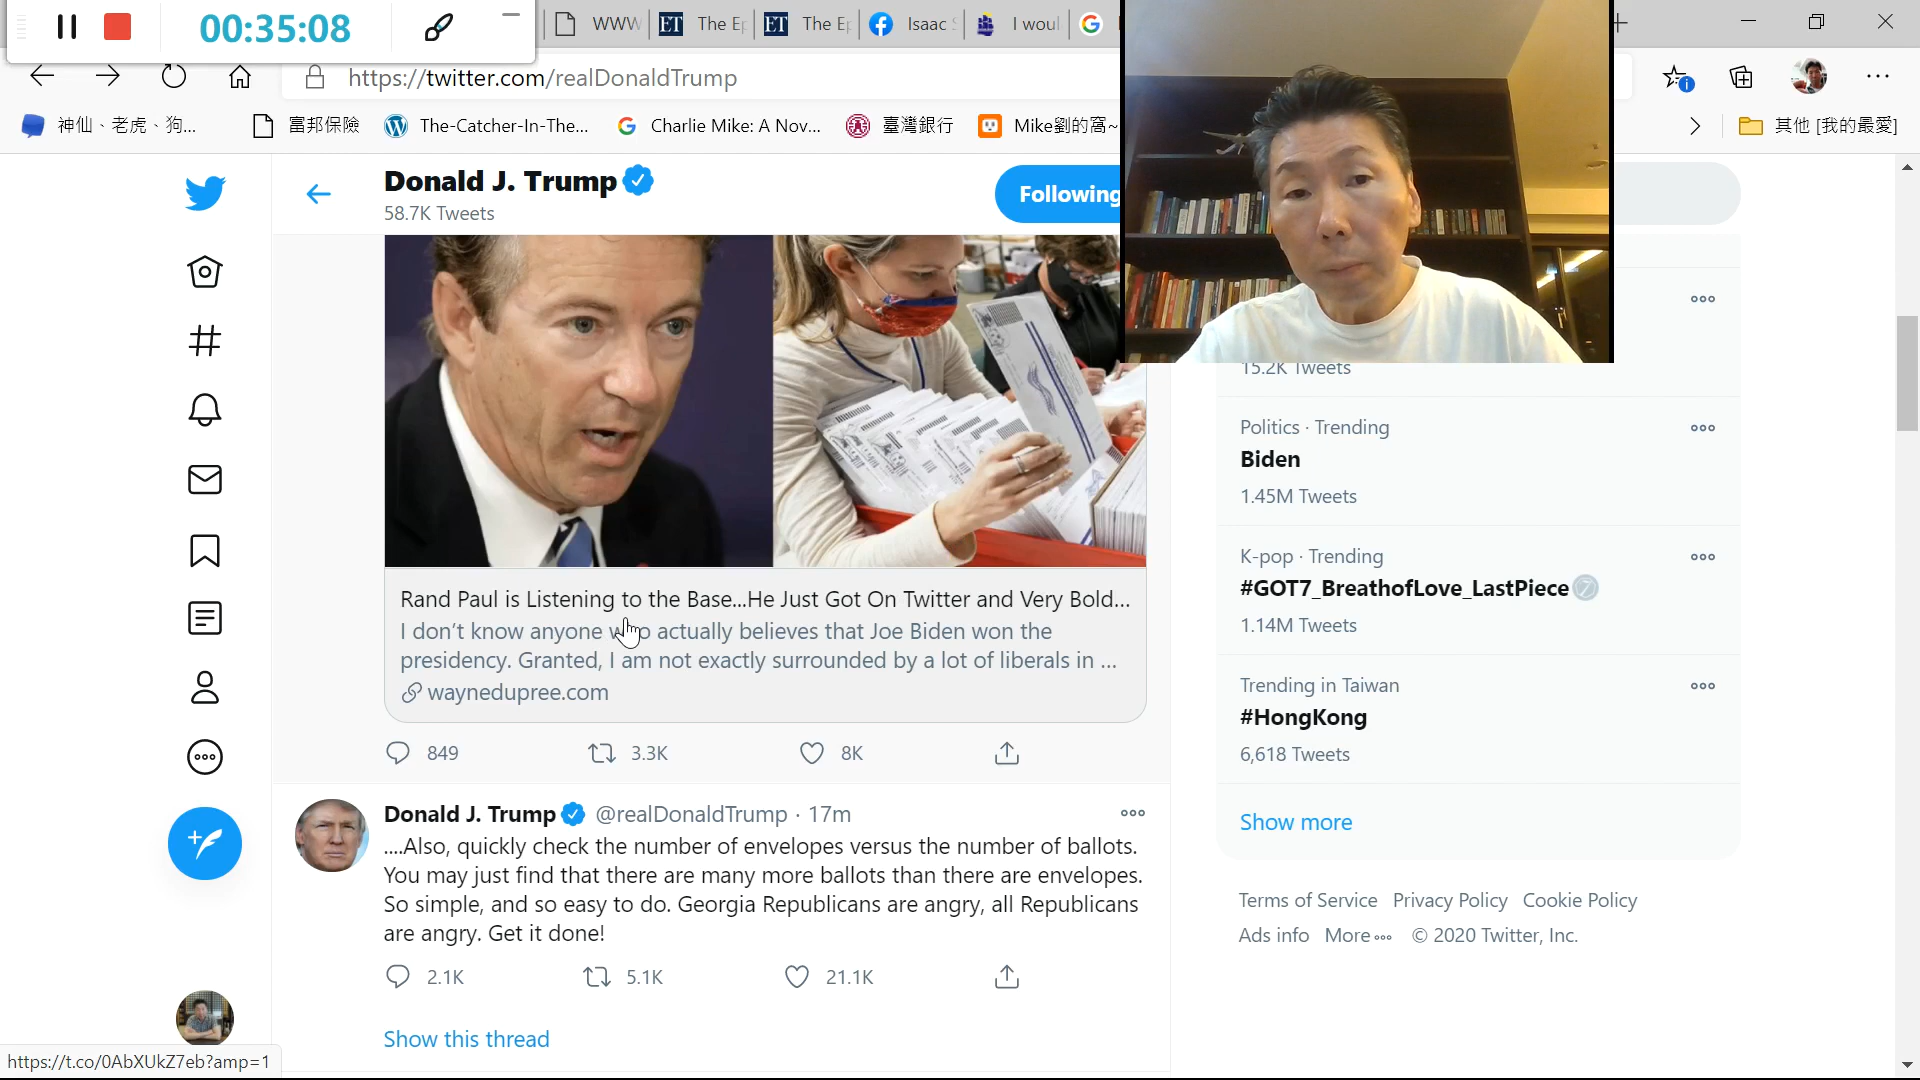 00:35:08
WWW
The Ep
The Ep
Isaac S
I woul
https://twitter.com/realDonaldTrump
神仙、老虎、狗...
富邦保險
The-Catcher-In-The...
Charlie Mike: A Nov...
臺灣銀行
Mike劉的窩~
其他 [我的最愛]
Donald J. Trump
58.7K Tweets
Following
Rand Paul is Listening to the Base...He Just Got On Twitter and Very Bold...
I don't know anyone who actually believes that Joe Biden won the
presidency. Granted, I am not exactly surrounded by a lot of liberals in ...
waynedupree.com
849 3.3K 8K
Donald J. Trump @realDonaldTrump · 17m
....Also, quickly check the number of envelopes versus the number of ballots.
You may just find that there are many more ballots than there are envelopes.
So simple, and so easy to do. Georgia Republicans are angry, all Republicans
are angry. Get it done!
2.1K 5.1K 21.1K
Show this thread
15.2K Tweets
Politics · Trending
Biden
1.45M Tweets
K-pop · Trending
#GOT7_BreathofLove_LastPiece
1.14M Tweets
Trending in Taiwan
#HongKong
6,618 Tweets
Show more
Terms of Service Privacy Policy Cookie Policy
Ads info More © 2020 Twitter, Inc.
https://t.co/0AbXUkZ7eb?amp=1